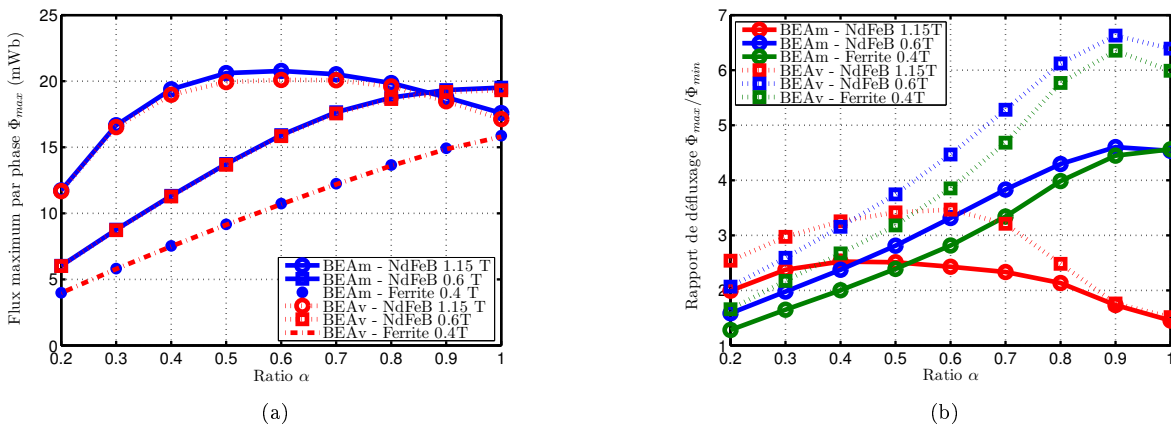 Flux maximum par phase Φmax (mWb)
25
20
15
10
5
0
0.2 0.3 0.4 0.5 0.6 0.7 0.8 0.9 1
Ratio α
BEAm - NdFeB 1.15 T
BEAm - NdFeB 0.6 T
BEAm - Ferrite 0.4 T
BEAv - NdFeB 1.15 T
BEAv - NdFeB 0.6T
BEAv - Ferrite 0.4T
(a)
Rapport de défluxage Φmax/Φmin
7
6
5
4
3
2
1
0.2 0.3 0.4 0.5 0.6 0.7 0.8 0.9 1
Ratio α
BEAm - NdFeB 1.15T
BEAm - NdFeB 0.6T
BEAm - Ferrite 0.4T
BEAv - NdFeB 1.15T
BEAv - NdFeB 0.6T
BEAv - Ferrite 0.4T
(b)